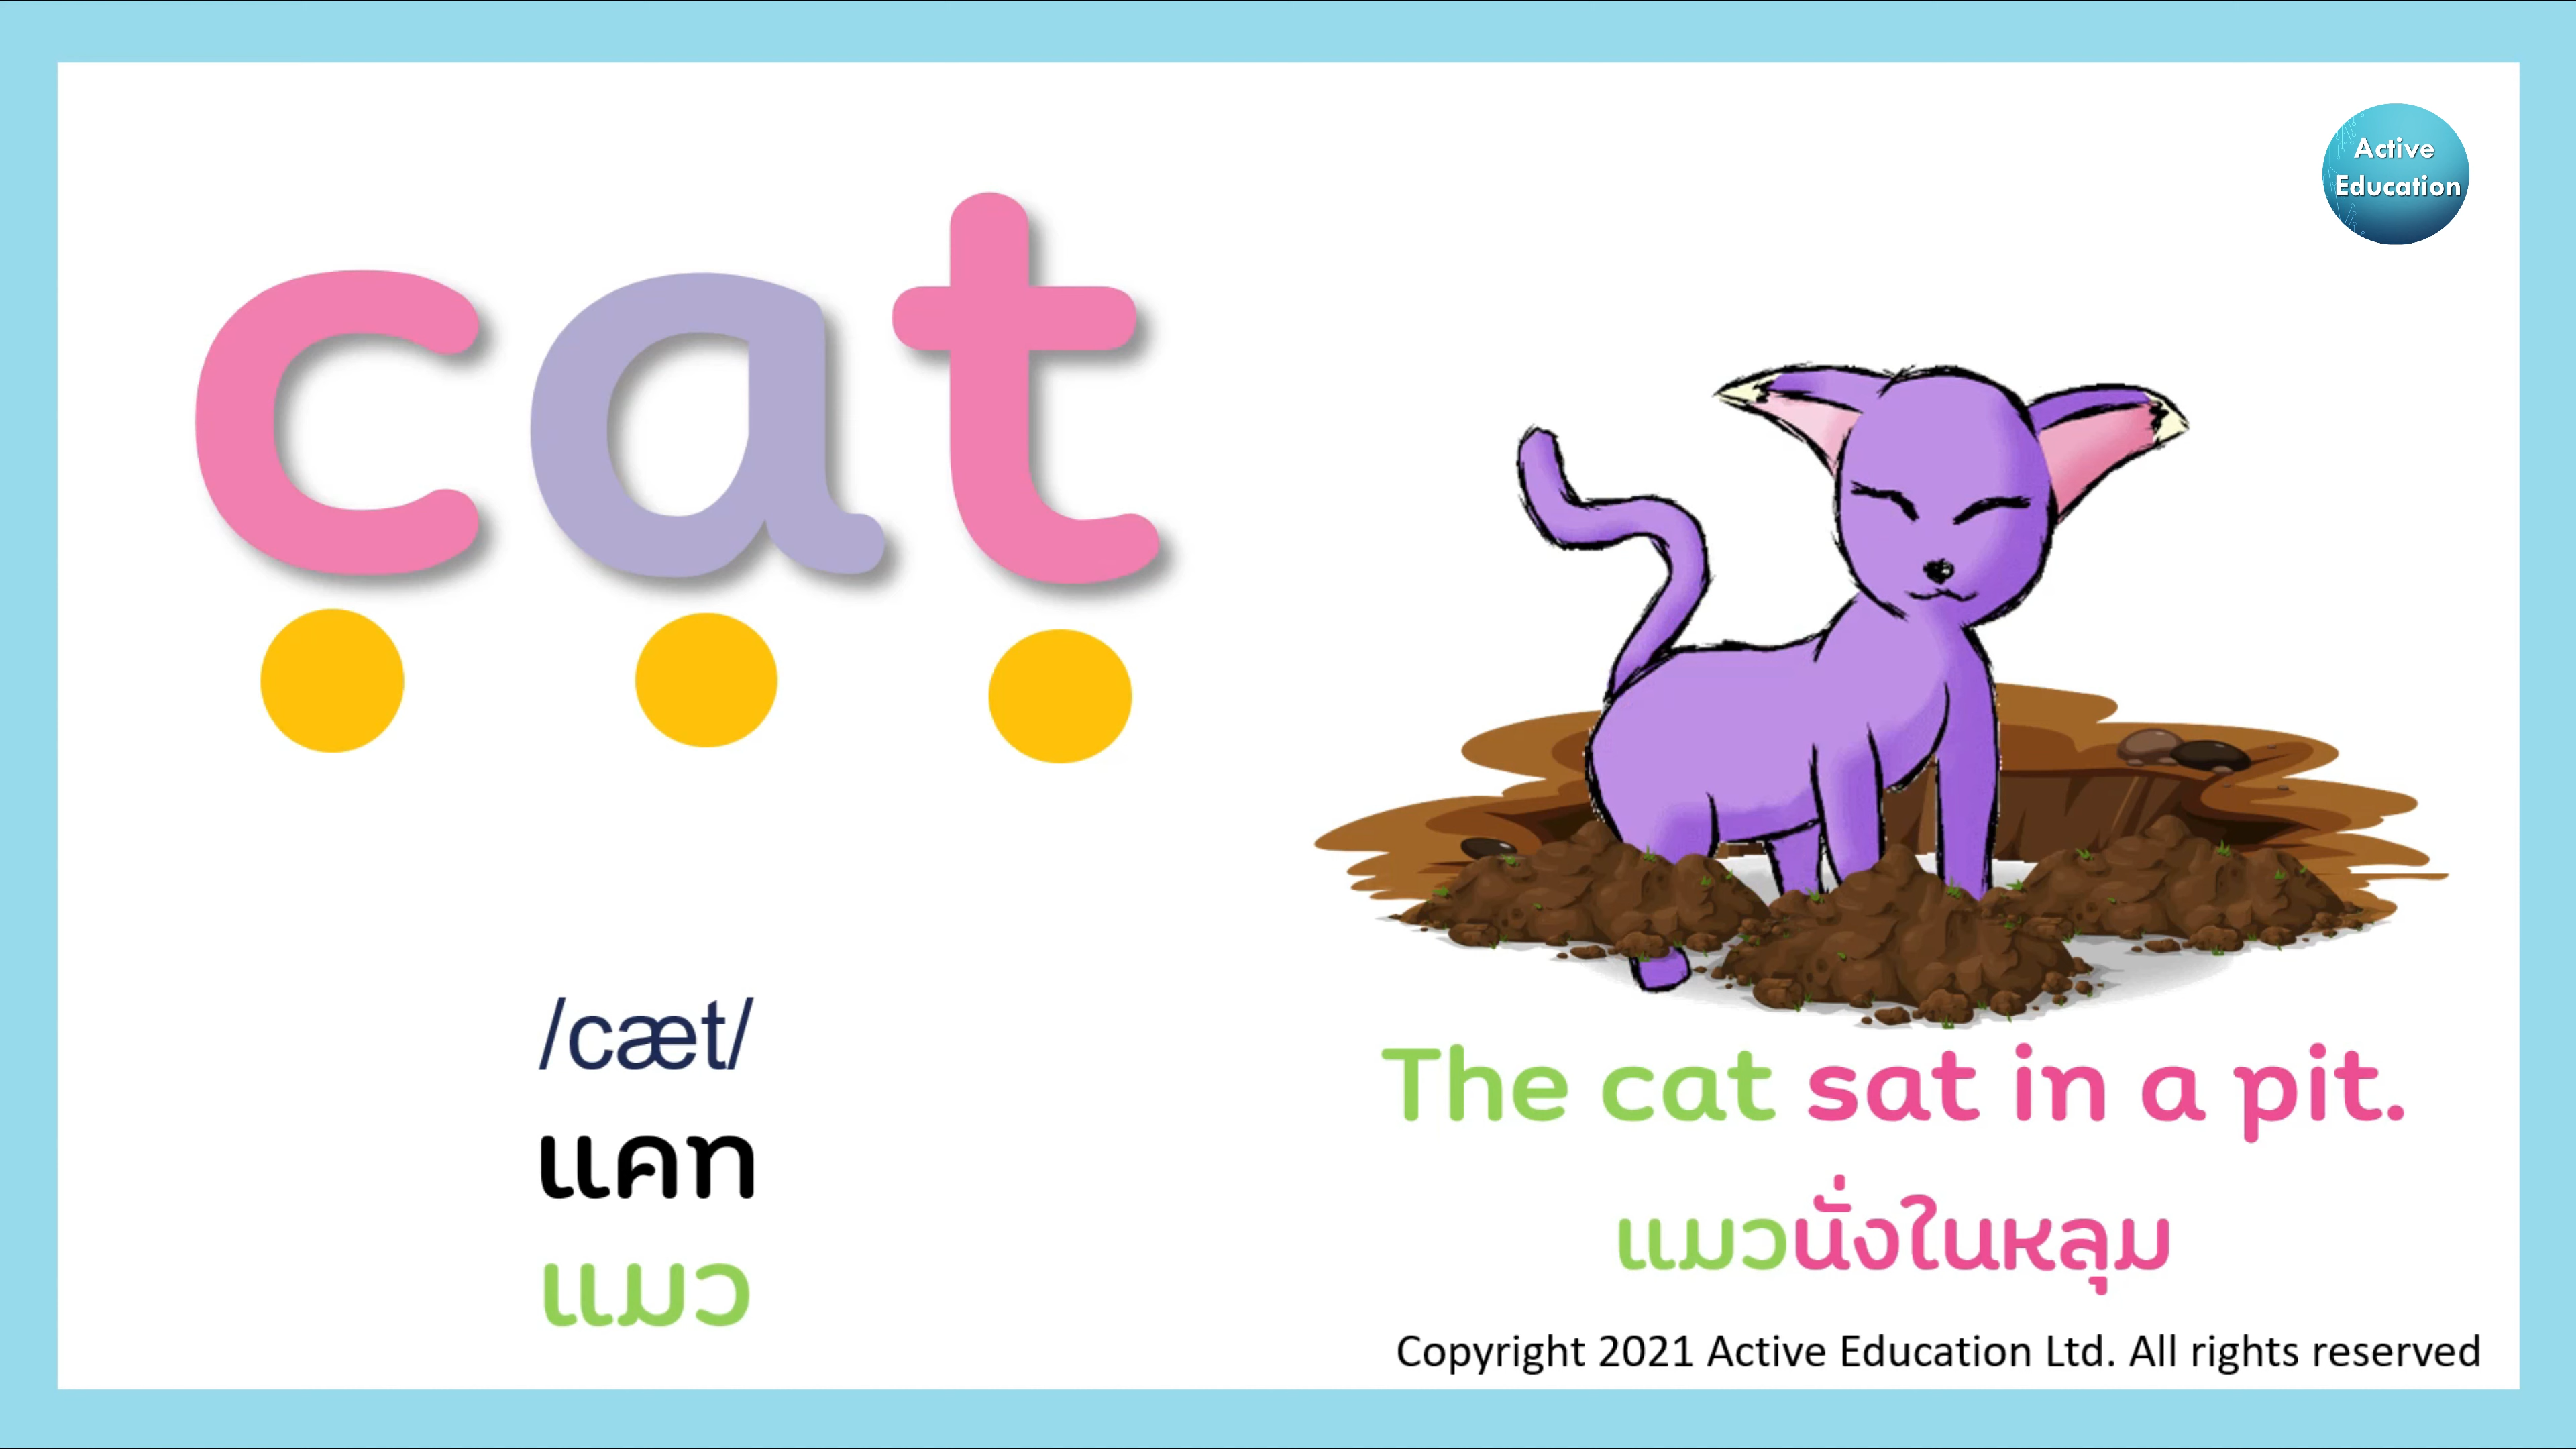 cat
/cæt/
แคท
แมว
Active
Education
The cat sat in a pit.
แมวนั่งในหลุม
Copyright 2021 Active Education Ltd. All rights reserved